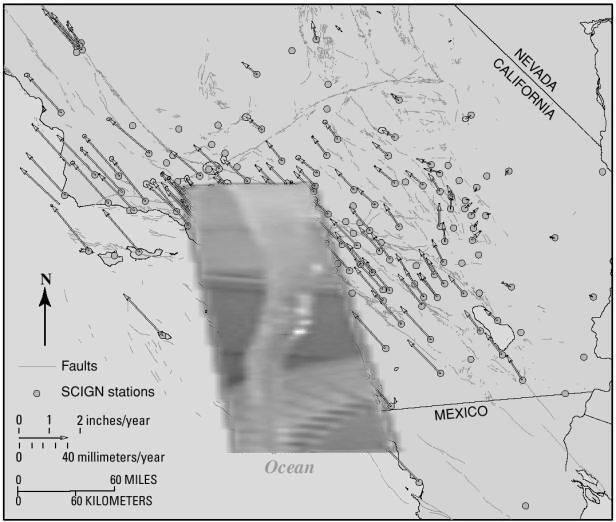 NEVADA
CALIFORNIA
N
Faults
SCIGN stations
0 1 2 inches/year
0 40 millimeters/year
0 60 MILES
0 60 KILOMETERS
MEXICO
Ocean